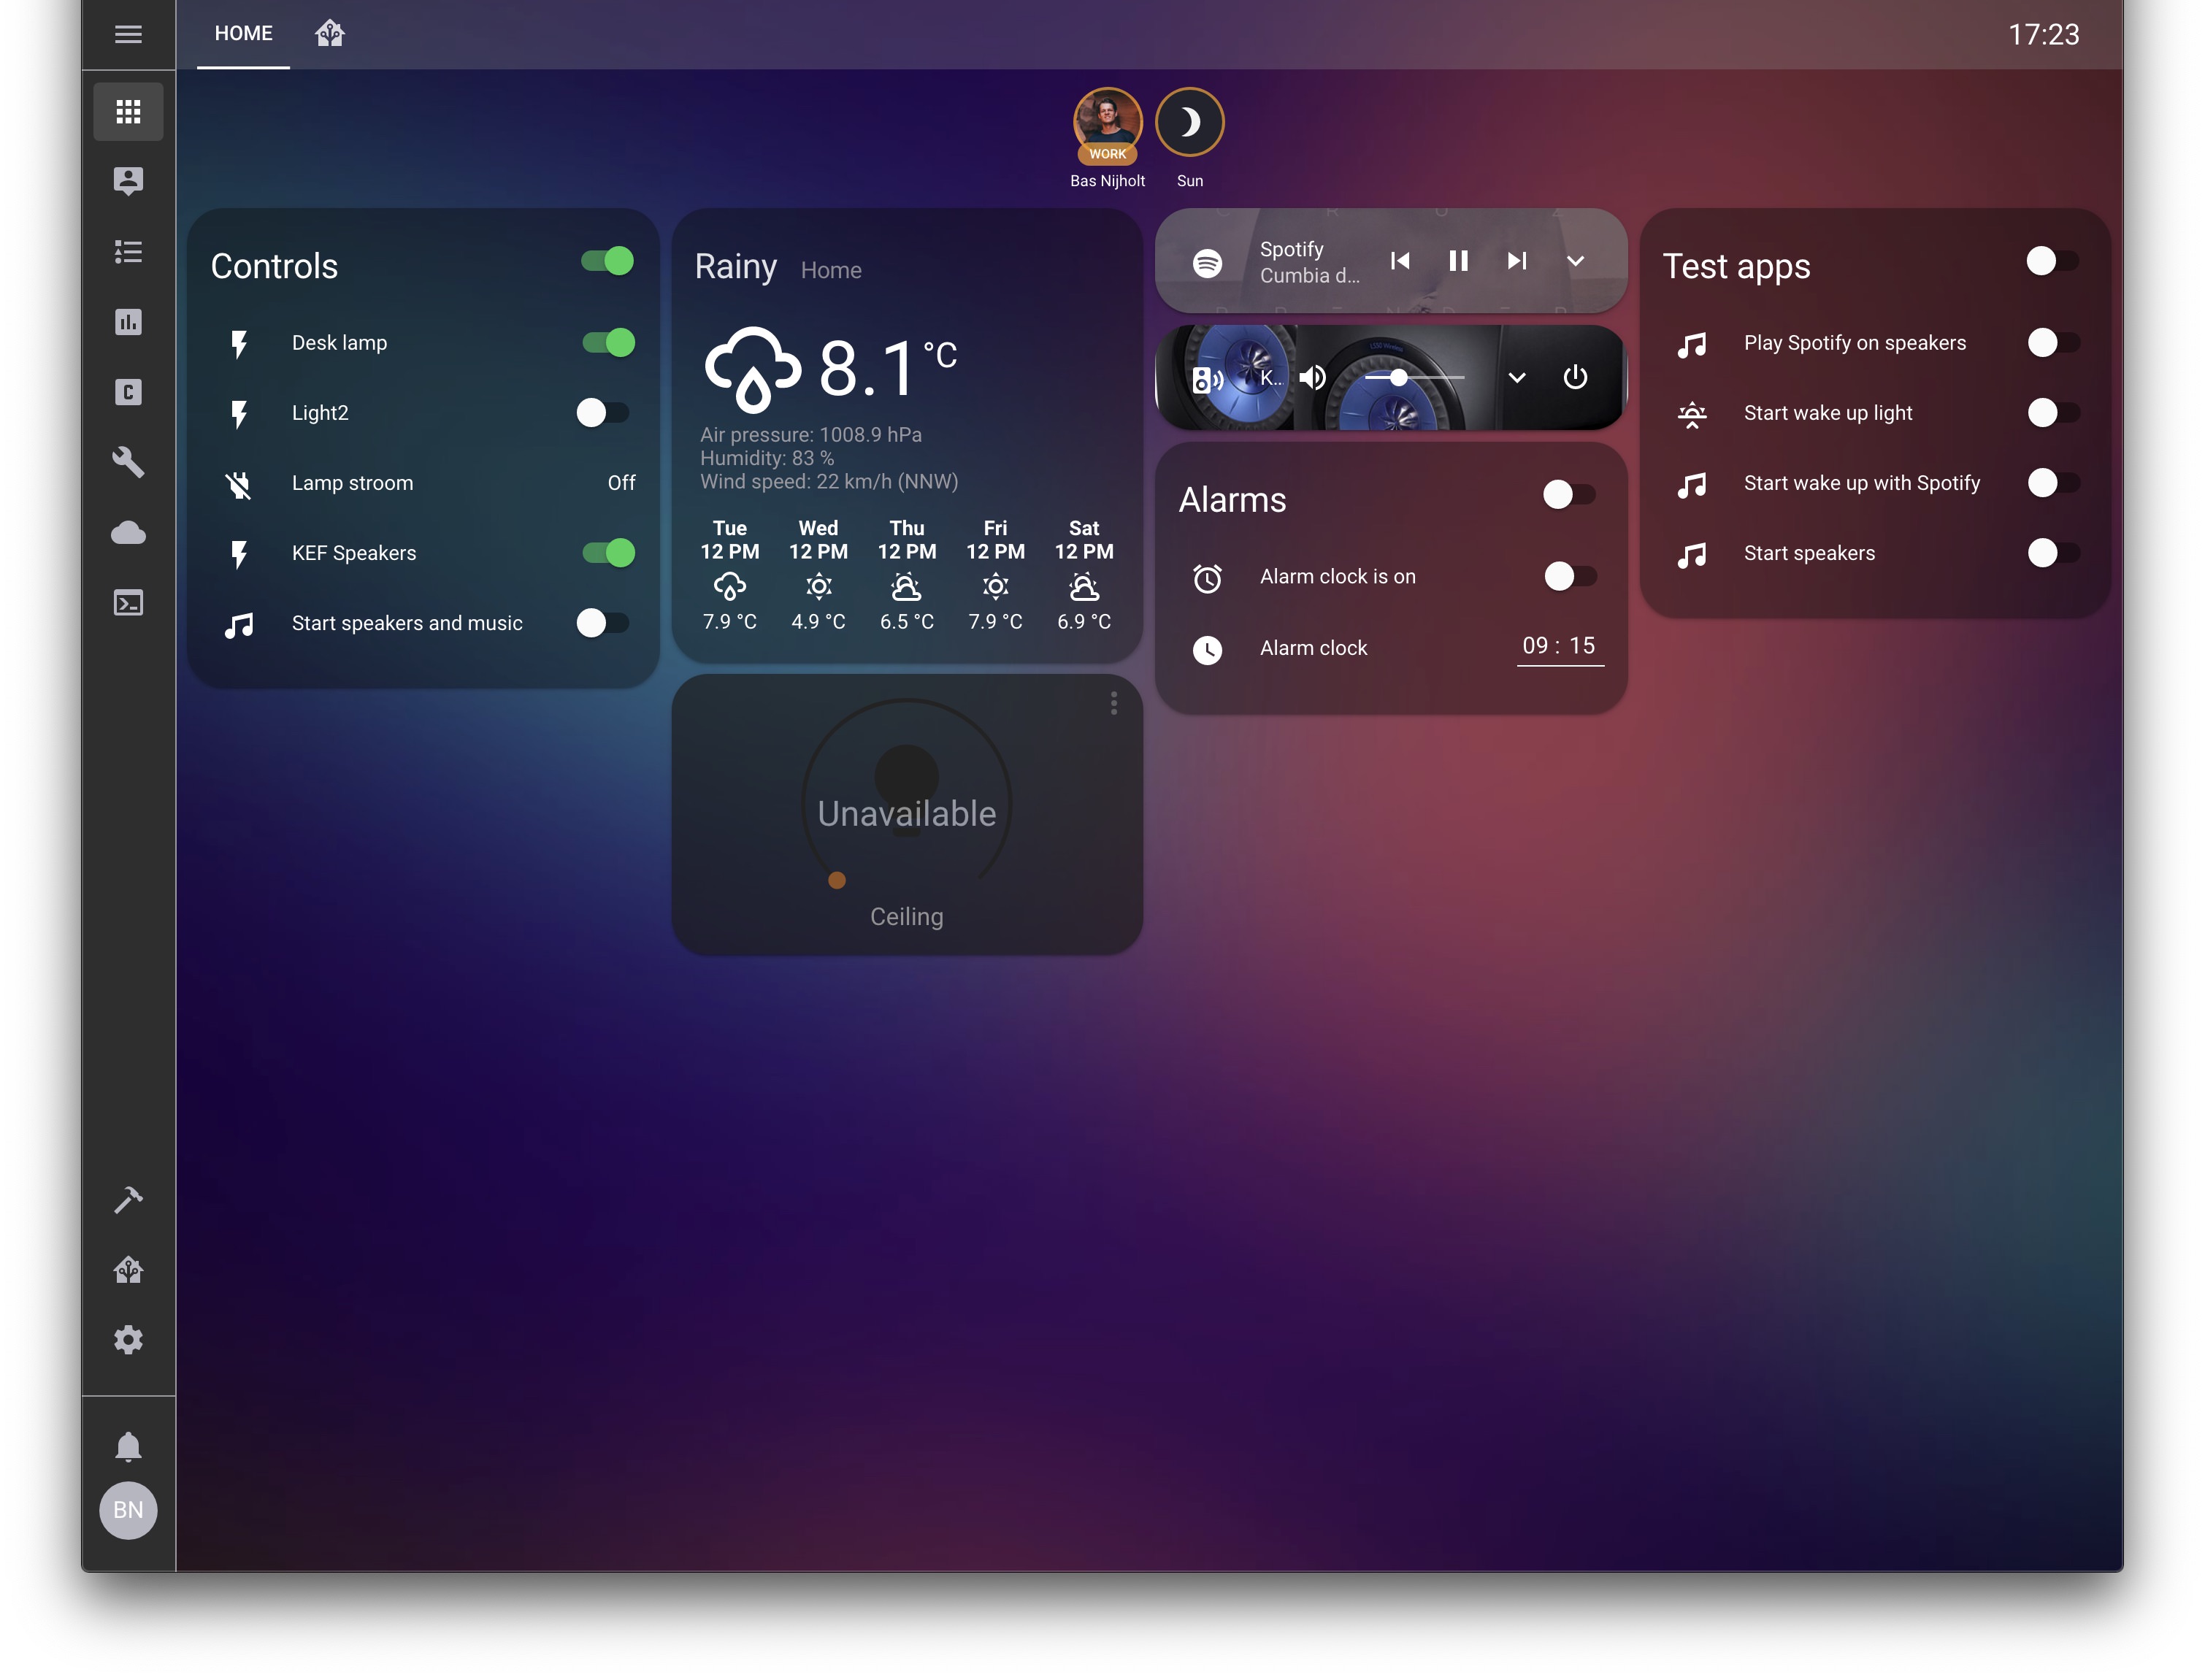 HOME
17:23
WORK
Bas Nijholt
Sun
Controls
Desk lamp
Light2
Lamp stroom
Off
KEF Speakers
Start speakers and music
Rainy Home
8.1 °C
Air pressure: 1008.9 hPa
Humidity: 83 %
Wind speed: 22 km/h (NNW)
Tue Wed Thu Fri Sat
12 PM 12 PM 12 PM 12 PM 12 PM
7.9 °C 4.9 °C 6.5 °C 7.9 °C 6.9 °C
Unavailable
Ceiling
Spotify
Cumbia d...
K...
Alarms
Alarm clock is on
Alarm clock
09 : 15
Test apps
Play Spotify on speakers
Start wake up light
Start wake up with Spotify
Start speakers
BN